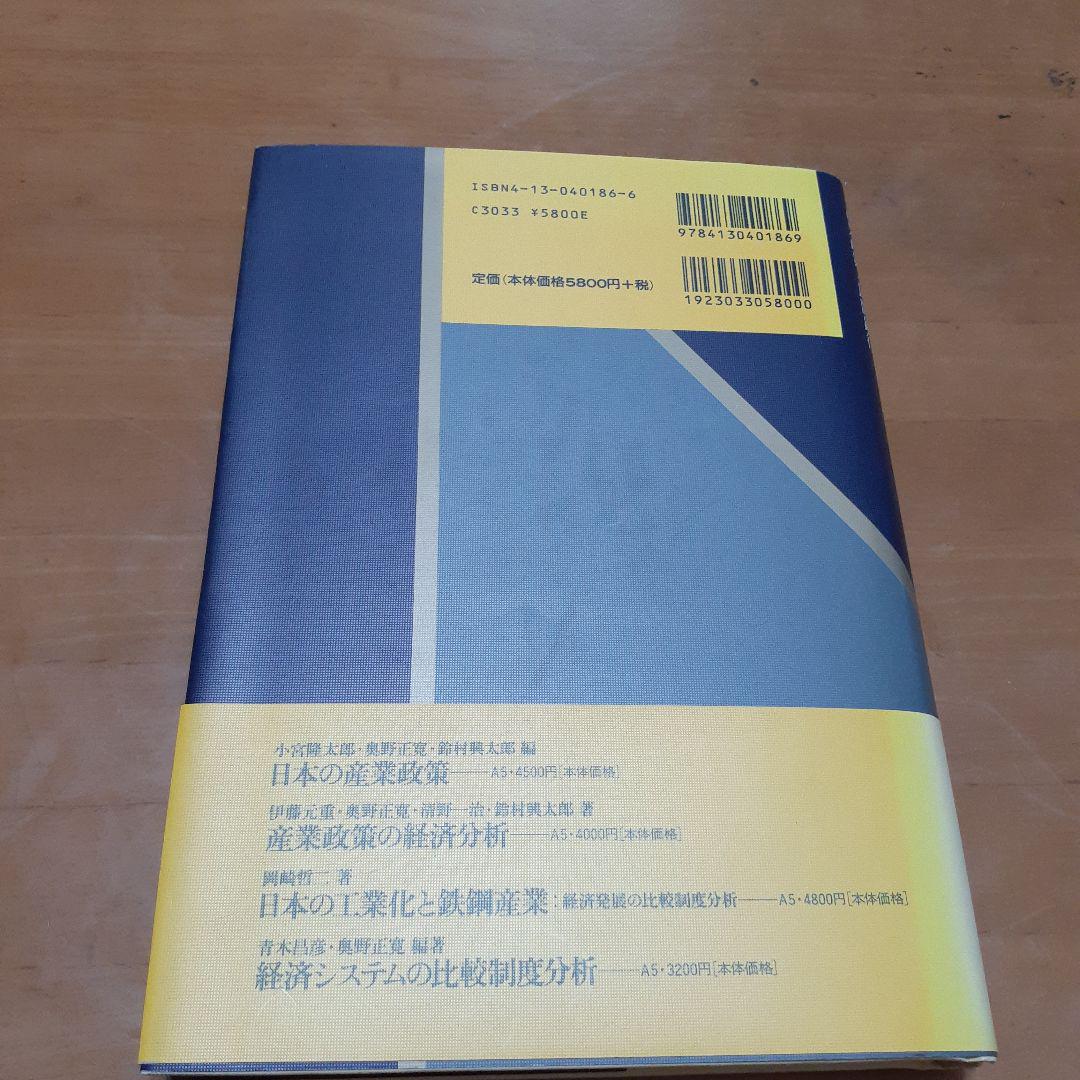 ISBN4-13-040186-6
C3033 ¥5800E
定価(本体価格5800円+税)
9784130401869
1923033058000
小宮隆太郎・奥野正寛・鈴村興太郎 編
日本の産業政策――A5・4500円[本体価格]
伊藤元重・奥野正寛・清野一治・鈴村興太郎 著
産業政策の経済分析――A5・4000円[本体価格]
岡崎哲二 著
日本の工業化と鉄鋼産業:経済発展の比較制度分析――A5・4800円[本体価格]
青木昌彦・奥野正寛 編著
経済システムの比較制度分析――A5・3200円[本体価格]